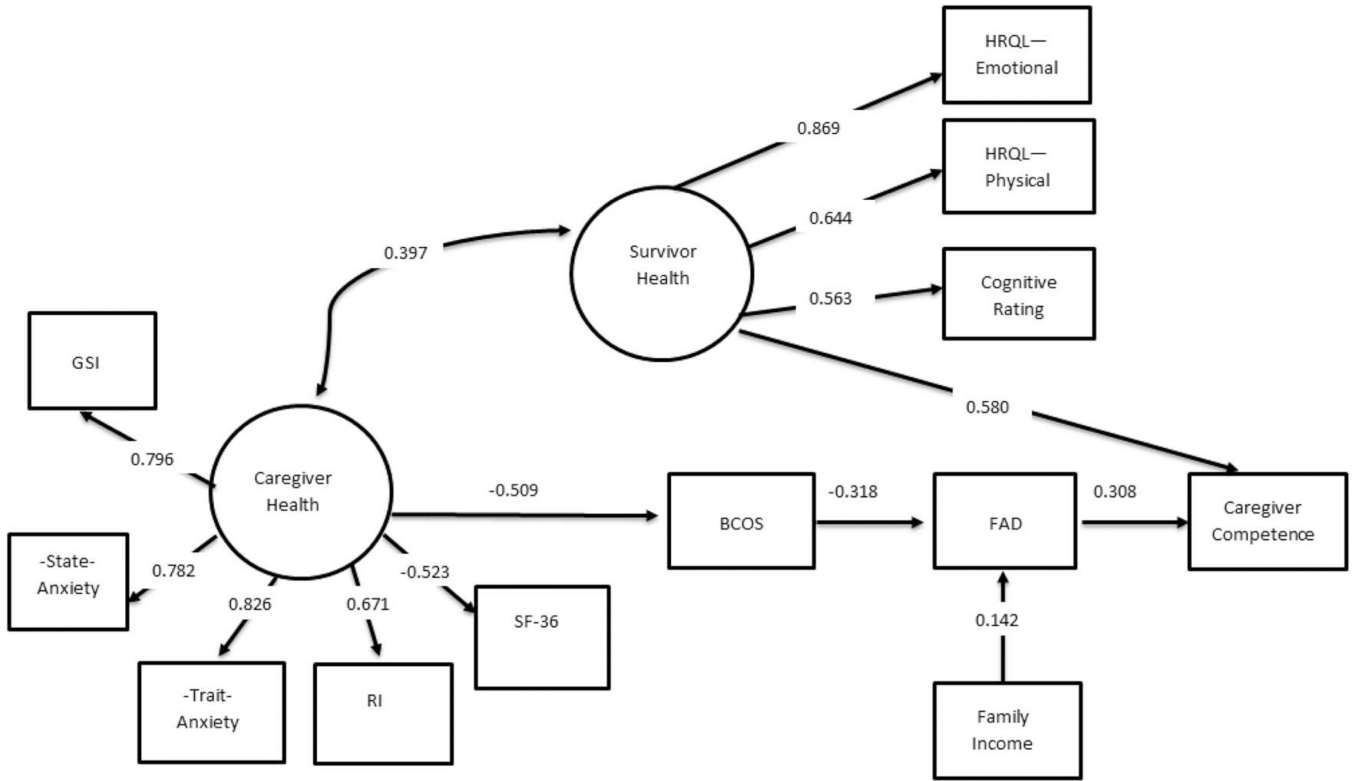 HRQL—
Emotional
0.869
HRQL—
Physical
0.644
Survivor
Health
0.397
Cognitive
Rating
0.563
GSI
0.580
0.796
Caregiver
Health
-0.509
BCOS
-0.318
FAD
0.308
Caregiver
Competence
-State-
Anxiety
0.782
0.826
0.671
-0.523
SF-36
0.142
-Trait-
Anxiety
RI
Family
Income